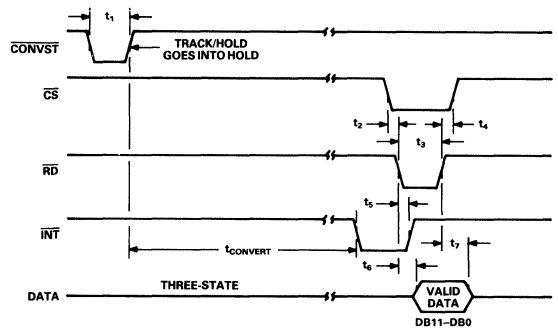 t1
CONVST
TRACK/HOLD
GOES INTO HOLD
CS
t2
t3
t4
RD
t5
INT
tCONVERT
t6
t7
DATA
THREE-STATE
VALID
DATA
DB11–DB0